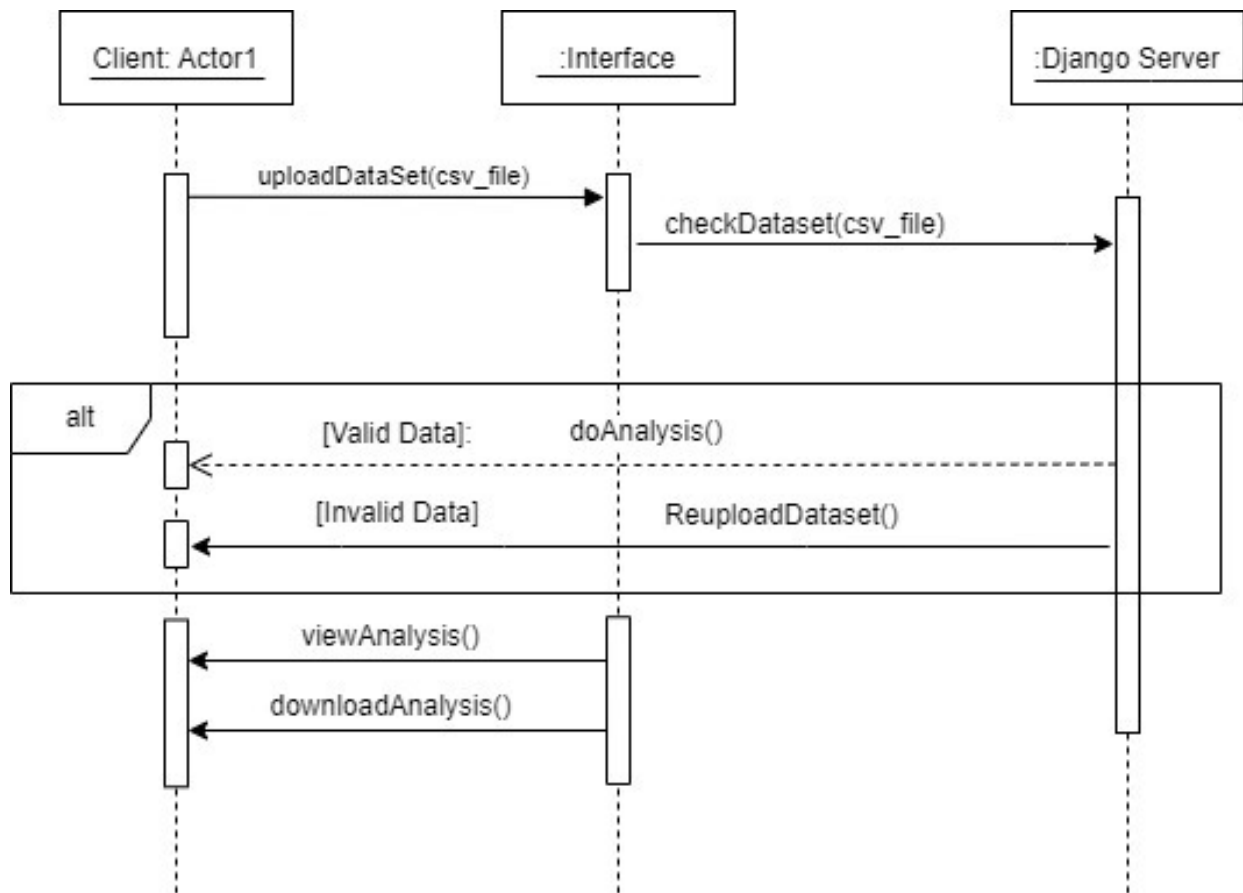 Client: Actor1
:Interface
:Django Server
uploadDataSet(csv_file)
checkDataset(csv_file)
alt
[Valid Data]: doAnalysis()
[Invalid Data] ReuploadDataset()
viewAnalysis()
downloadAnalysis()